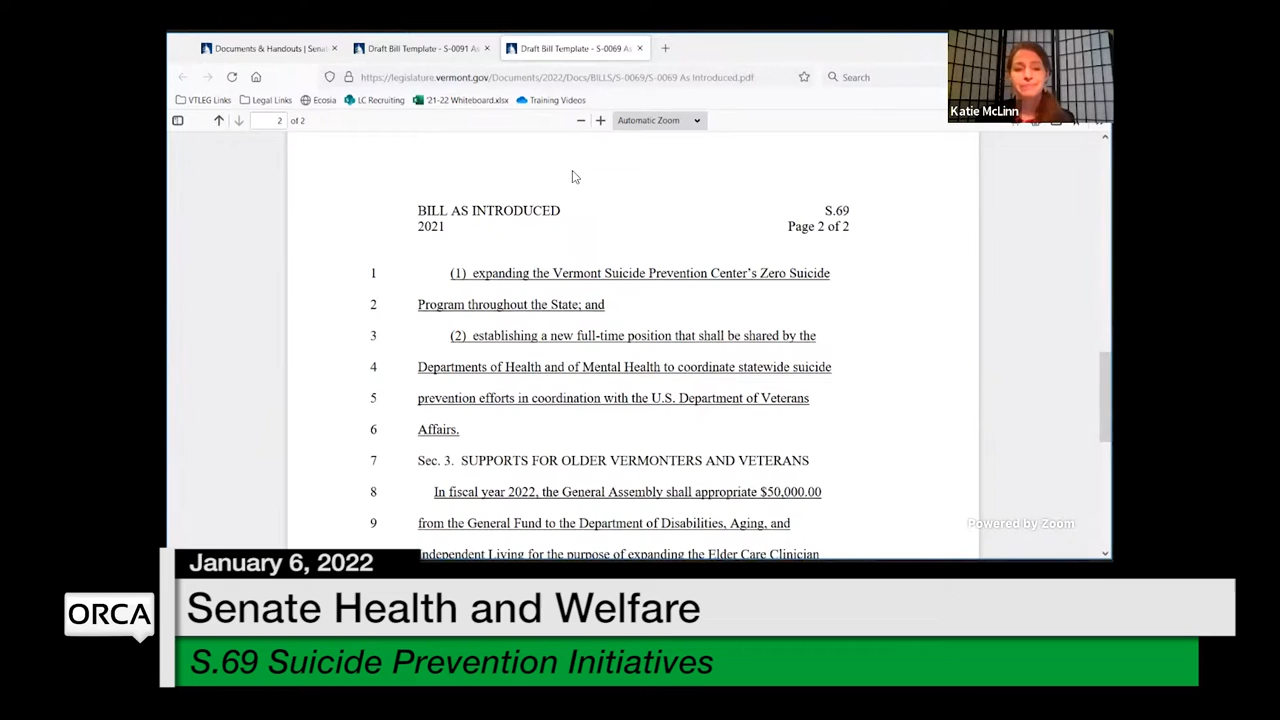 Documents & Handouts | Sena
Draft Bill Template - S-0091 As
Draft Bill Template - S-0069 As
https://legislature.vermont.gov/Documents/2022/Docs/BILLS/S-0069/S-0069 As Introduced.pdf
Search
VTLEG Links
Legal Links
Ecosia
LC Recruiting
'21-22 Whiteboard.xlsx
Training Videos
Katie McLinn
2 of 2
Automatic Zoom
BILL AS INTRODUCED S.69
2021 Page 2 of 2
1 (1) expanding the Vermont Suicide Prevention Center's Zero Suicide
2 Program throughout the State; and
3 (2) establishing a new full-time position that shall be shared by the
4 Departments of Health and of Mental Health to coordinate statewide suicide
5 prevention efforts in coordination with the U.S. Department of Veterans
6 Affairs.
7 Sec. 3. SUPPORTS FOR OLDER VERMONTERS AND VETERANS
8 In fiscal year 2022, the General Assembly shall appropriate $50,000.00
9 from the General Fund to the Department of Disabilities, Aging, and
Independent Living for the purpose of expanding the Elder Care Clinician
Powered by Zoom
January 6, 2022
ORCA
Senate Health and Welfare
S.69 Suicide Prevention Initiatives